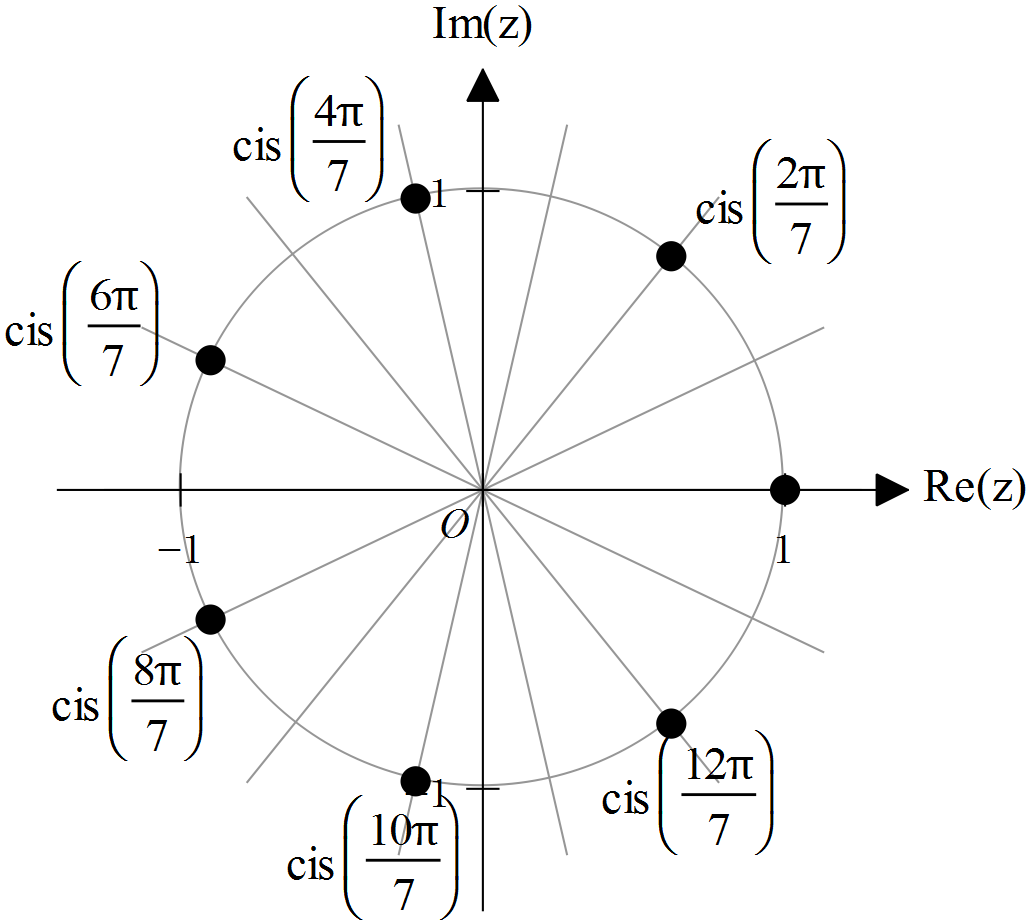 Im(z)
cis(4π/7)
cis(2π/7)
1
cis(6π/7)
Re(z)
O
−1
1
cis(8π/7)
−1
cis(12π/7)
cis(10π/7)